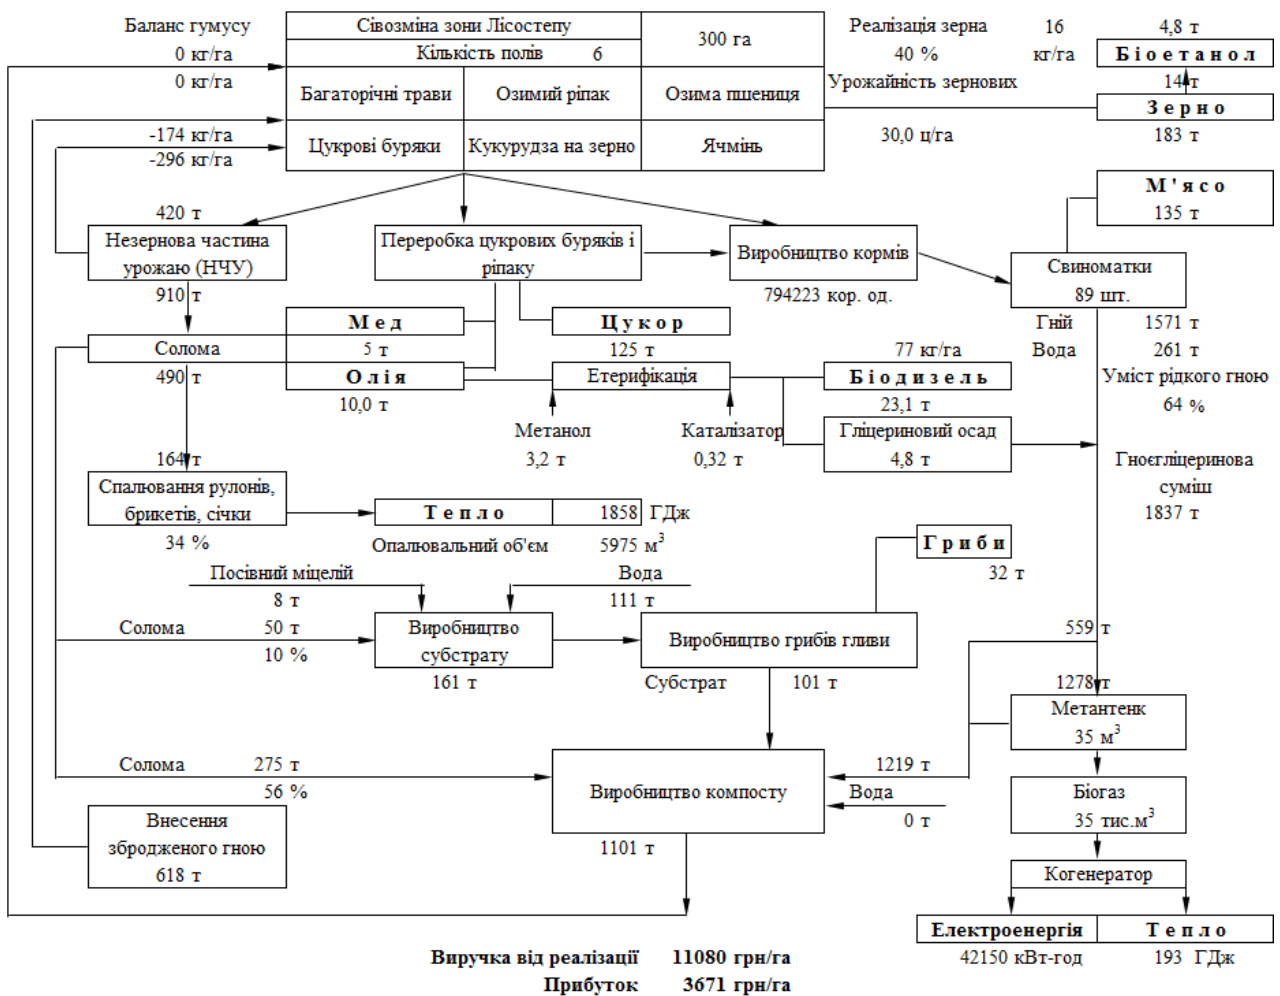 Баланс гумусу
Сівозміна зони Лісостепу
300 га
Реалізація зерна 16
4,8 т
0 кг/га
Кількість полів 6
40 % кг/га
Біоетанол
0 кг/га
Багаторічні трави
Озимий ріпак
Озима пшениця
Урожайність зернових
14 т
Зерно
-174 кг/га
Цукрові буряки
Кукурудза на зерно
Ячмінь
30,0 ц/га
183 т
-296 кг/га
М'ясо
135 т
420 т
Незернова частина
урожаю (НЧУ)
910 т
Переробка цукрових буряків і
ріпаку
Виробництво кормів
794223 кор. од.
Свиноматки
89 шт.
Мед
5 т
Цукор
125 т
Гній 1571 т
Вода 261 т
Солома
490 т
Олія
10,0 т
Етерифікація
77 кг/га
Біодизель
23,1 т
Уміст рідкого гною
64 %
Метанол
3,2 т
Каталізатор
0,32 т
Гліцериновий осад
4,8 т
Гноєгліцеринова
суміш
1837 т
164 т
Спалювання рулонів,
брикетів, січки
34 %
Тепло 1858 ГДж
Опалювальний об'єм 5975 м³
Гриби
32 т
Посівний міцелій
8 т
Вода
111 т
Солома 50 т
10 %
Виробництво
субстрату
161 т
Виробництво грибів гливи
Субстрат 101 т
559 т
1278 т
Метантенк
35 м³
Солома 275 т
56 %
Виробництво компосту
1219 т
Вода
0 т
Біогаз
35 тис.м³
Внесення
зброженого гною
618 т
1101 т
Когенератор
Електроенергія
Тепло
42150 кВт-год
193 ГДж
Виручка від реалізації 11080 грн/га
Прибуток 3671 грн/га